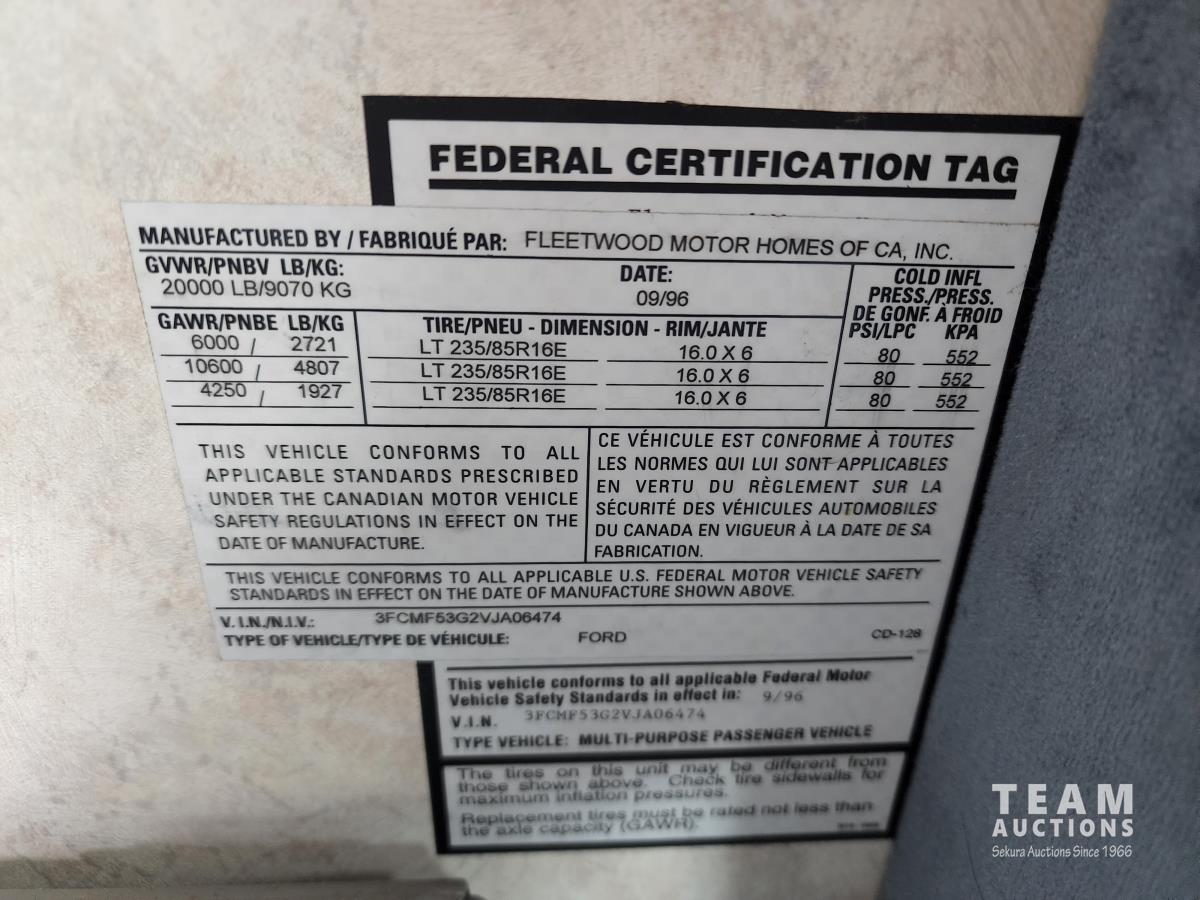 FEDERAL CERTIFICATION TAG
MANUFACTURED BY / FABRIQUÉ PAR: FLEETWOOD MOTOR HOMES OF CA, INC.
GVWR/PNBV LB/KG:
20000 LB/9070 KG
DATE:
09/96
COLD INFL
PRESS./PRESS.
DE GONF. À FROID
PSI/LPC KPA
GAWR/PNBE LB/KG
TIRE/PNEU - DIMENSION - RIM/JANTE
6000 / 2721 LT 235/85R16E 16.0 X 6 80 552
10600 / 4807 LT 235/85R16E 16.0 X 6 80 552
4250 / 1927 LT 235/85R16E 16.0 X 6 80 552
THIS VEHICLE CONFORMS TO ALL
APPLICABLE STANDARDS PRESCRIBED
UNDER THE CANADIAN MOTOR VEHICLE
SAFETY REGULATIONS IN EFFECT ON THE
DATE OF MANUFACTURE.
CE VÉHICULE EST CONFORME À TOUTES
LES NORMES QUI LUI SONT APPLICABLES
EN VERTU DU RÈGLEMENT SUR LA
SÉCURITÉ DES VÉHICULES AUTOMOBILES
DU CANADA EN VIGUEUR À LA DATE DE SA
FABRICATION.
THIS VEHICLE CONFORMS TO ALL APPLICABLE U.S. FEDERAL MOTOR VEHICLE SAFETY
STANDARDS IN EFFECT ON THE DATE OF MANUFACTURE SHOWN ABOVE.
V.I.N./N.I.V.: 3FCMF53G2VJA06474
TYPE OF VEHICLE/TYPE DE VÉHICULE: FORD CD-128
This vehicle conforms to all applicable Federal Motor
Vehicle Safety Standards in effect in: 9/96
V.I.N. 3FCMF53G2VJA06474
TYPE VEHICLE: MULTI-PURPOSE PASSENGER VEHICLE
The tires on this unit may be different from
those shown above. Check tire sidewalls for
maximum inflation pressures.
Replacement tires must be rated not less than
the axle capacity (GAWR).
TEAM
AUCTIONS
Sekura Auctions Since 1966